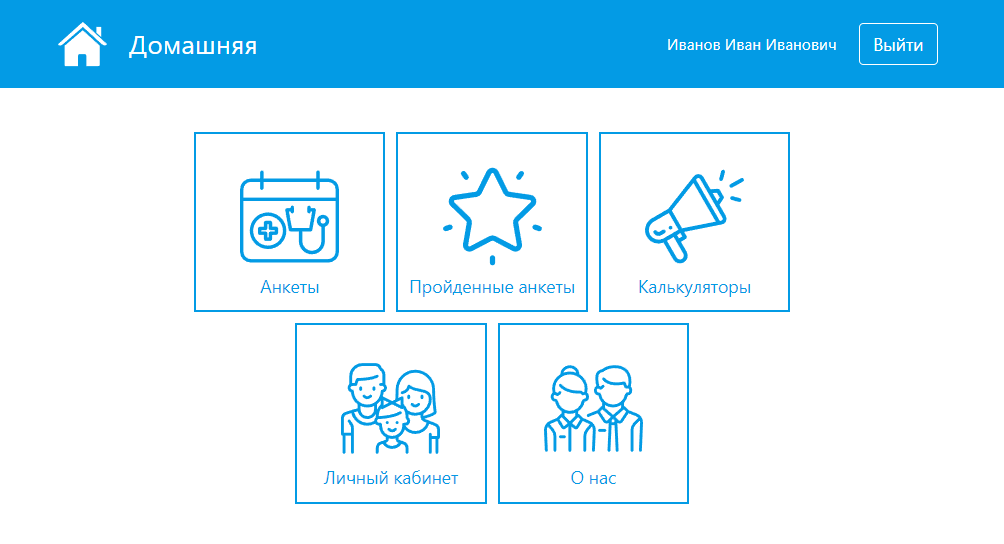 Домашняя
Иванов Иван Иванович
Выйти
Анкеты
Пройденные анкеты
Калькуляторы
Личный кабинет
О нас